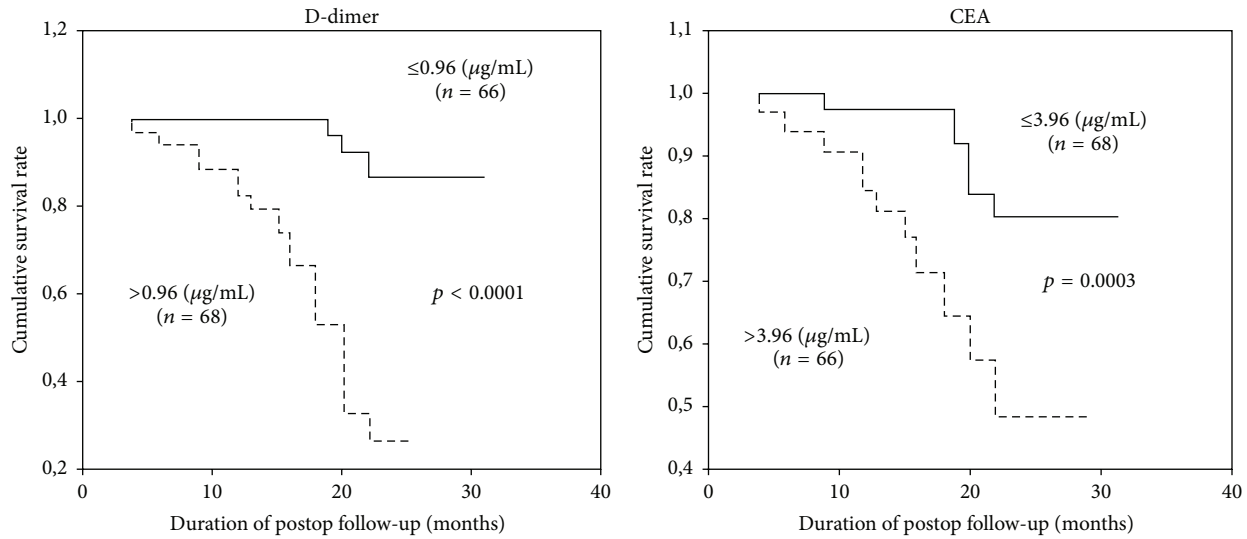 D-dimer
1,2
1,0
0,8
0,6
0,4
0,2
0
10
20
30
40
Cumulative survival rate
Duration of postop follow-up (months)
≤0.96 (μg/mL)
(n = 66)
>0.96 (μg/mL)
(n = 68)
p < 0.0001
CEA
1,1
1,0
0,9
0,8
0,7
0,6
0,5
0,4
0
10
20
30
40
Cumulative survival rate
Duration of postop follow-up (months)
≤3.96 (μg/mL)
(n = 68)
p = 0.0003
>3.96 (μg/mL)
(n = 66)